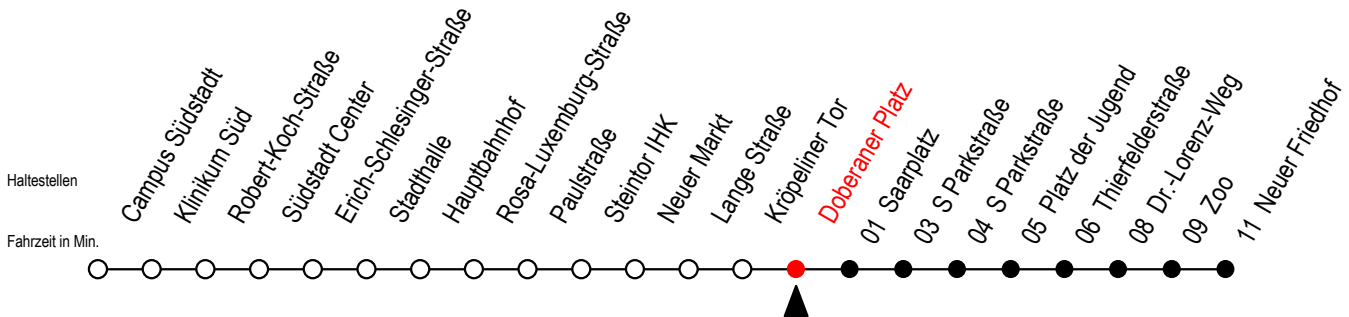 Haltestellen
Fahrzeit in Min.
Campus Südstadt
Klinikum Süd
Robert-Koch-Straße
Südstadt Center
Erich-Schlesinger-Straße
Stadthalle
Hauptbahnhof
Rosa-Luxemburg-Straße
Paulstraße
Steintor IHK
Neuer Markt
Lange Straße
Kröpeliner Tor
Doberaner Platz
01 Saarplatz
03 S Parkstraße
04 S Parkstraße
05 Platz der Jugend
06 Thierfelderstraße
08 Dr.-Lorenz-Weg
09 Zoo
11 Neuer Friedhof